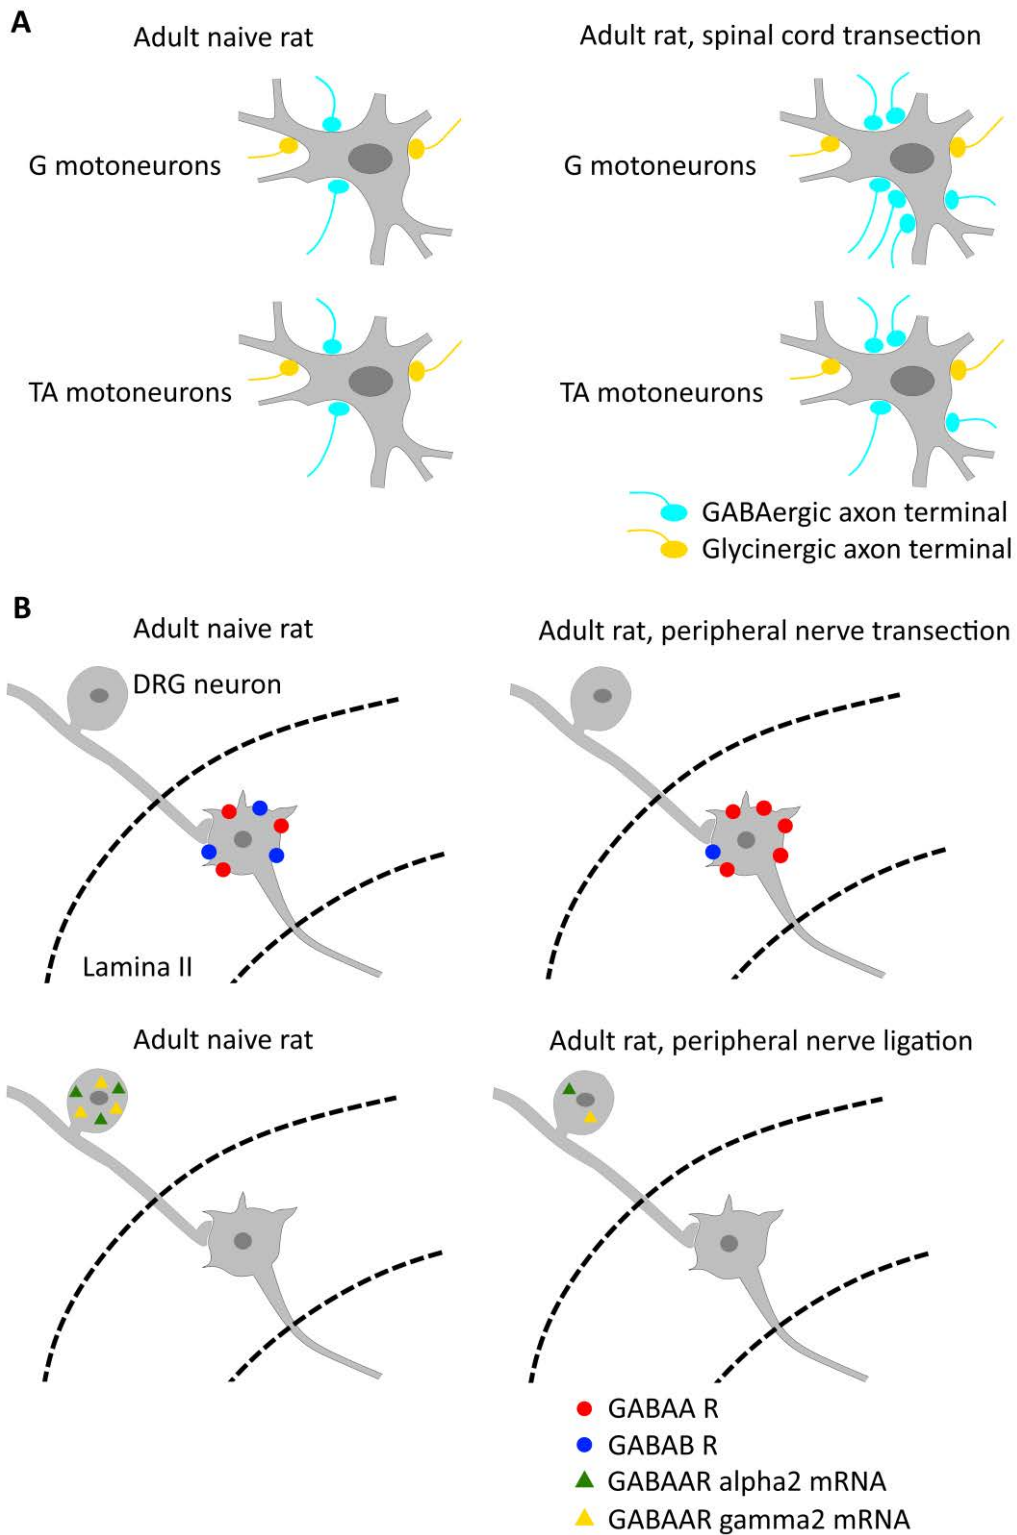 A
Adult naive rat
Adult rat, spinal cord transection
G motoneurons
G motoneurons
TA motoneurons
TA motoneurons
GABAergic axon terminal
Glycinergic axon terminal
B
Adult naive rat
Adult rat, peripheral nerve transection
DRG neuron
Lamina II
Adult naive rat
Adult rat, peripheral nerve ligation
GABAA R
GABAB R
GABAAR alpha2 mRNA
GABAAR gamma2 mRNA